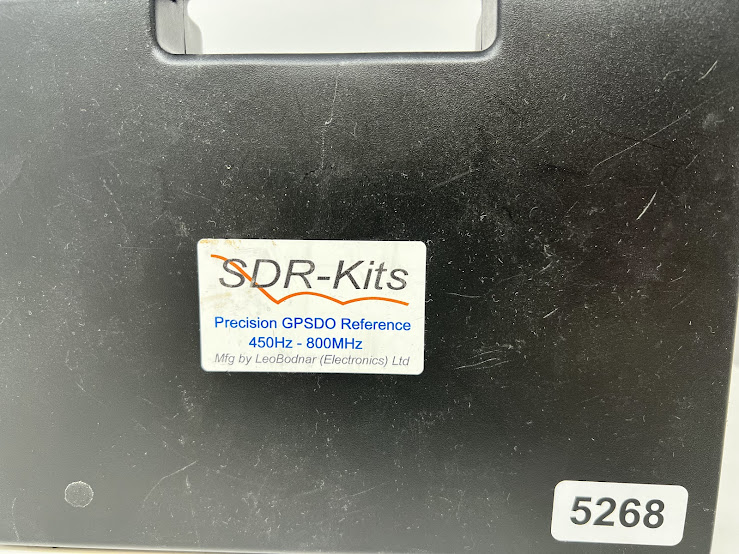 SDR-Kits
Precision GPSDO Reference
450Hz - 800MHz
Mfg by LeoBodnar (Electronics) Ltd
5268